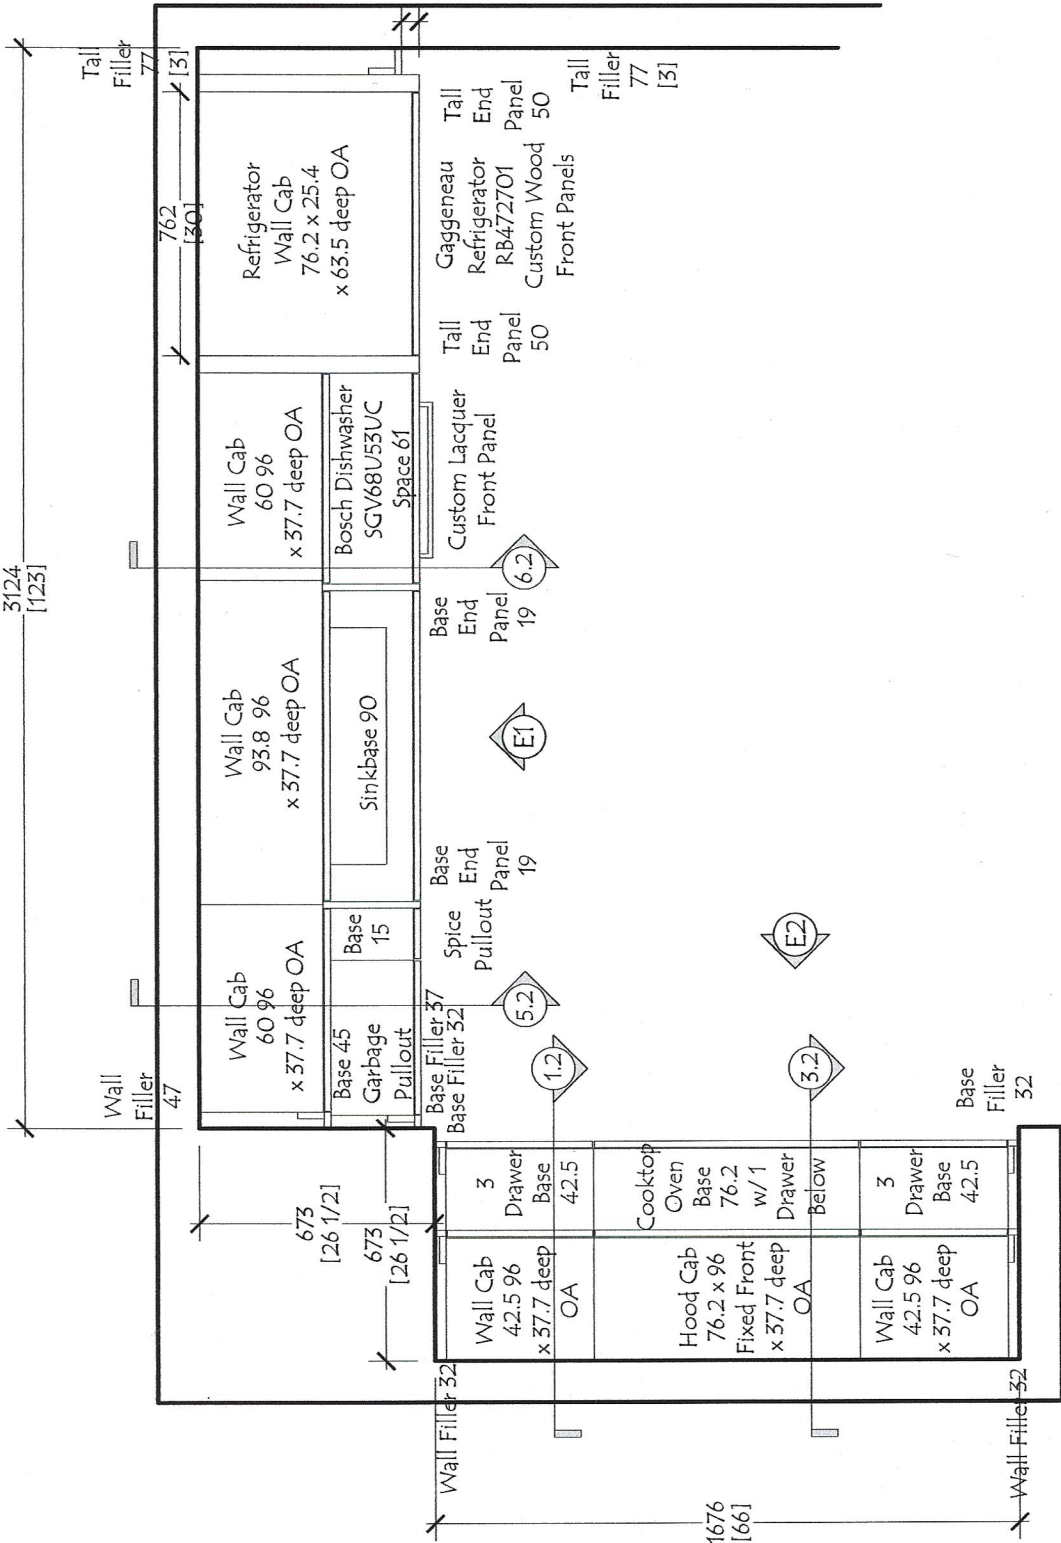 3124
[123]
Wall
Filler
47
762
[30]
Tall
Filler
77
[3]
Wall Cab
60 96
x 37.7 deep OA
Wall Cab
93.8 96
x 37.7 deep OA
Wall Cab
60 96
x 37.7 deep OA
Refrigerator
Wall Cab
76.2 x 25.4
x 63.5 deep OA
Base 45
Garbage
Pullout
Base
15
Sinkbase 90
Bosch Dishwasher
SGV68U53UC
Space 61
673
[26 1/2]
673
[26 1/2]
Base Filler 37
Base Filler 32
Spice
Pullout
Base
End
Panel
19
Base
End
Panel
19
Custom Lacquer
Front Panel
Tall
End
Panel
50
Gaggeneau
Refrigerator
RB472701
Custom Wood
Front Panels
Tall
End
Panel
50
Tall
Filler
77
[3]
5.2
E1
6.2
1.2
E2
3.2
Wall Filler 32
Wall Cab
42.5 96
x 37.7 deep
OA
3
Drawer
Base
42.5
Hood Cab
76.2 x 96
Fixed Front
x 37.7 deep
OA
Cooktop
Oven
Base
76.2
w/ 1
Drawer
Below
Wall Cab
42.5 96
x 37.7 deep
OA
3
Drawer
Base
42.5
Base
Filler
32
Wall Filler 32
1676
[66]